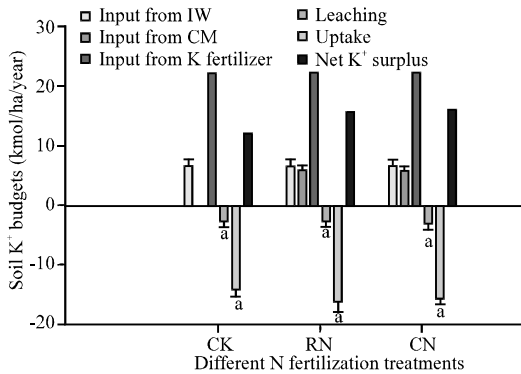 Input from IW
Input from CM
Input from K fertilizer
Leaching
Uptake
Net K⁺ surplus
Soil K⁺ budgets (kmol/ha/year)
30
20
10
0
-10
-20
a
a
a
a
a
a
CK
RN
CN
Different N fertilization treatments